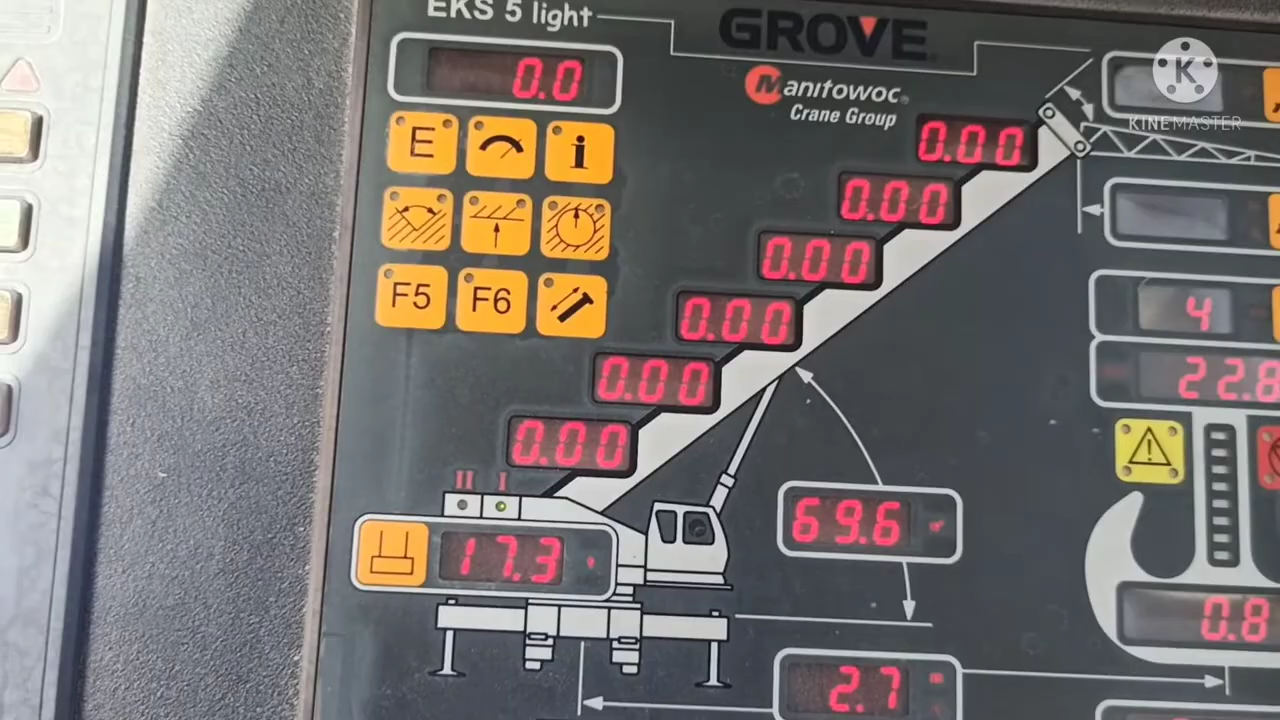 EKS 5 light
GROVE
Manitowoc
Crane Group
KINEMASTER
K
0.0
E
i
F5
F6
0.00
0.00
0.00
0.00
0.00
0.00
4
22.8
II I
17.3
69.6
0.8
2.7